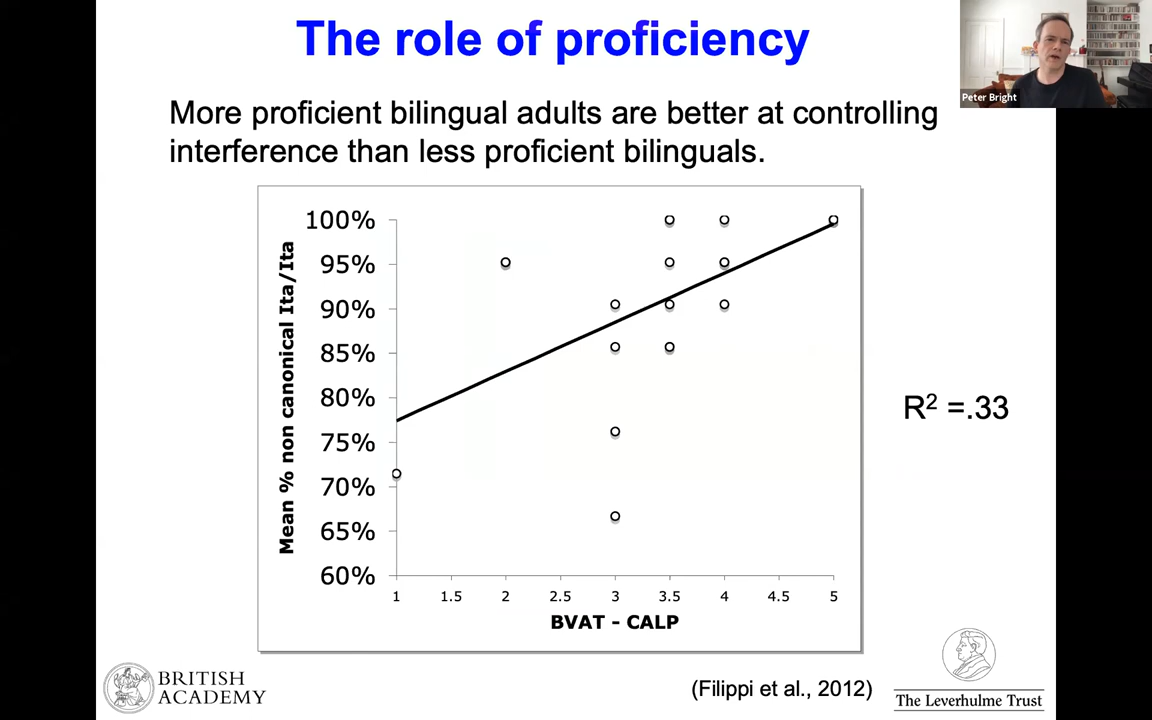 The role of proficiency
Peter Bright
More proficient bilingual adults are better at controlling
interference than less proficient bilinguals.
Mean % non canonical Ita/Ita
100%
95%
90%
85%
80%
75%
70%
65%
60%
1 1.5 2 2.5 3 3.5 4 4.5 5
BVAT - CALP
R² =.33
BRITISH
ACADEMY
(Filippi et al., 2012)
The Leverhulme Trust